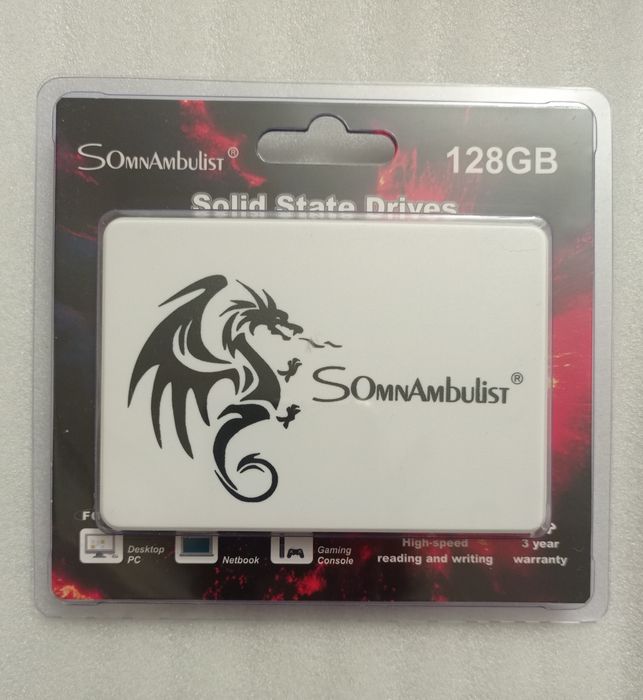 SOMNAMBULIST®
128GB
Solid State Drives
SOMNAMBULIST®
Desktop
PC
Netbook
Gaming
Console
High-speed
reading and writing
3 year
warranty